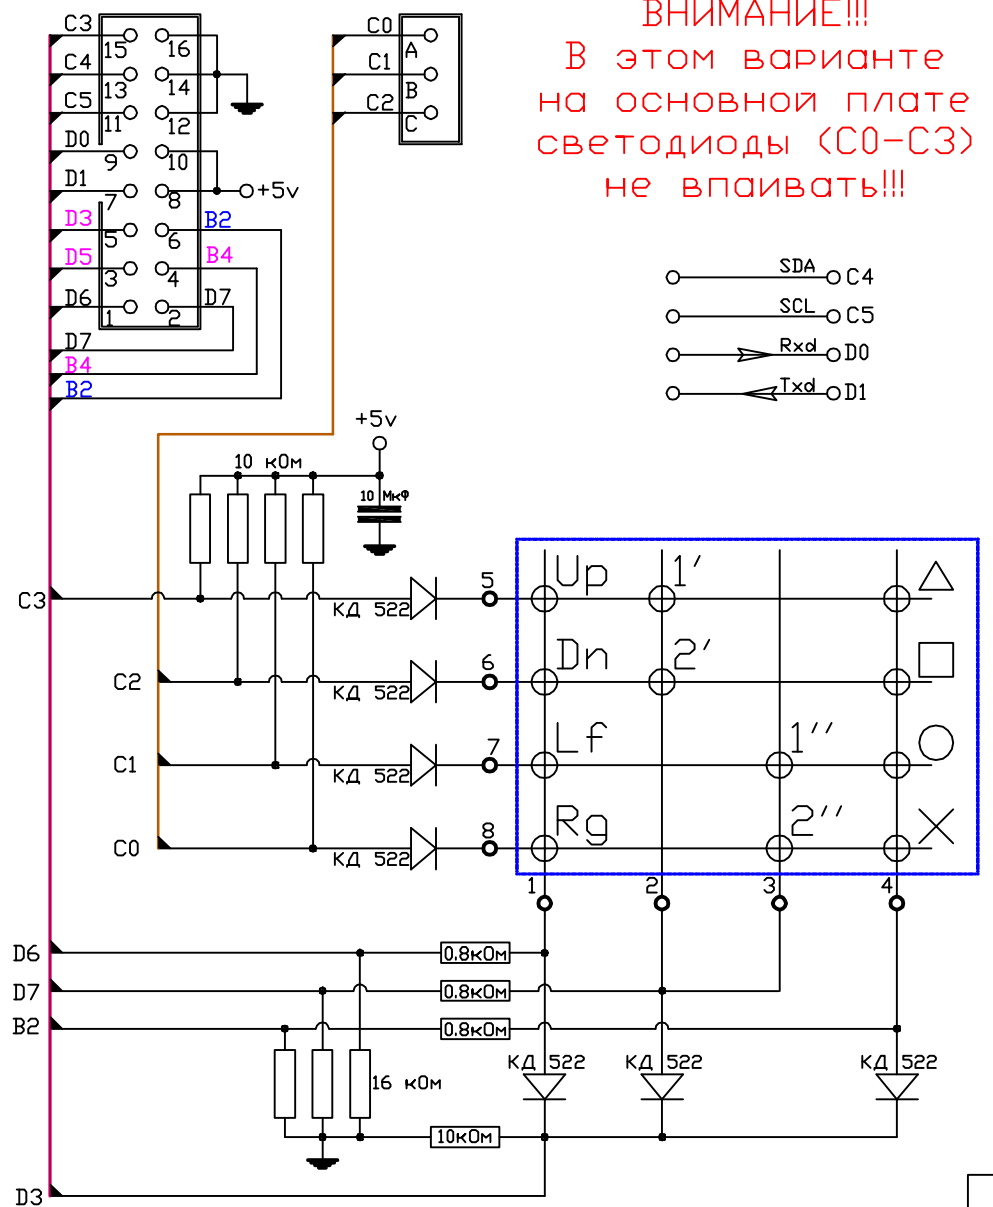 ВНИМАНИЕ!!!
В этом варианте
на основной плате
светодиоды (C0-C3)
не впаивать!!!
C3 15 16
C4 13 14
C5 11 12
D0 9 10
D1 7 8 +5v
D3 5 6 B2
D5 3 4 B4
D6 1 2 D7
D7
B4
B2
C0 A
C1 B
C2 C
SDA C4
SCL C5
Rxd D0
Txd D1
+5v
10 кОм
10 МкФ
C3 КД 522 5 Up 1'
C2 КД 522 6 Dn 2'
C1 КД 522 7 Lf 1''
C0 КД 522 8 Rg 2''
1 2 3 4
D6 0.8кОм
D7 0.8кОм
B2 0.8кОм
КД 522 КД 522 КД 522
16 кОм
10кОм
D3